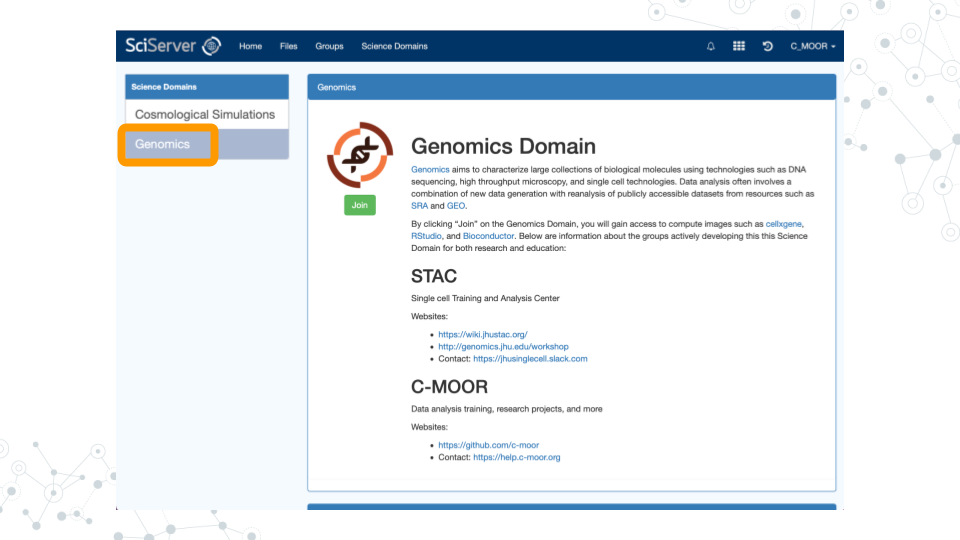 SciServer Home Files Groups Science Domains C_MOOR
Science Domains
Cosmological Simulations
Genomics
Genomics
Join
Genomics Domain
Genomics aims to characterize large collections of biological molecules using technologies such as DNA
sequencing, high throughput microscopy, and single cell technologies. Data analysis often involves a
combination of new data generation with reanalysis of publicly accessible datasets from resources such as
SRA and GEO.
By clicking “Join” on the Genomics Domain, you will gain access to compute images such as cellxgene,
RStudio, and Bioconductor. Below are information about the groups actively developing this this Science
Domain for both research and education:
STAC
Single cell Training and Analysis Center
Websites:
• https://wiki.jhustac.org/
• http://genomics.jhu.edu/workshop
• Contact: https://jhusinglecell.slack.com
C-MOOR
Data analysis training, research projects, and more
Websites:
• https://github.com/c-moor
• Contact: https://help.c-moor.org